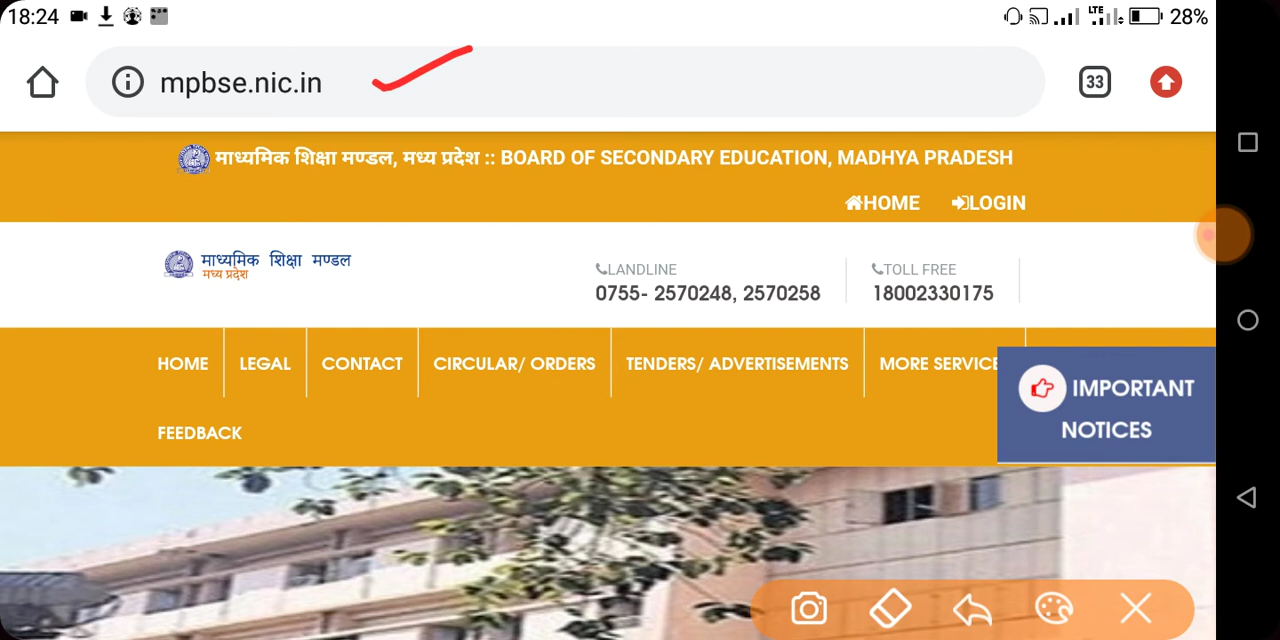 18:24 LTE 28%
mpbse.nic.in 33
माध्यमिक शिक्षा मण्डल, मध्य प्रदेश :: BOARD OF SECONDARY EDUCATION, MADHYA PRADESH
HOME LOGIN
माध्यमिक शिक्षा मण्डल
मध्य प्रदेश
LANDLINE
0755- 2570248, 2570258
TOLL FREE
18002330175
HOME LEGAL CONTACT CIRCULAR/ ORDERS TENDERS/ ADVERTISEMENTS MORE SERVICE
FEEDBACK
IMPORTANT
NOTICES